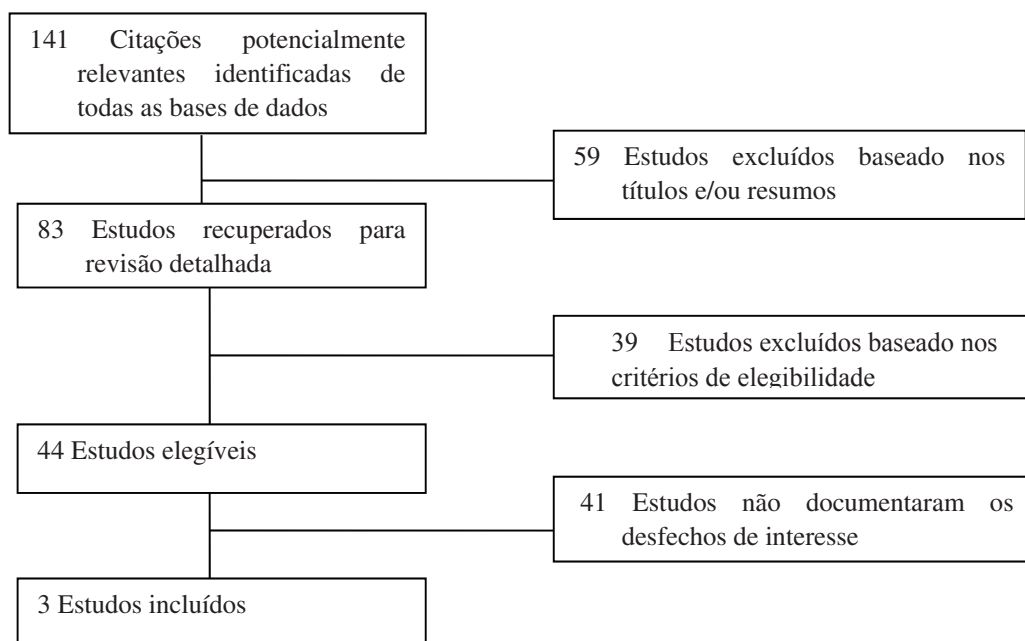 141 Citações potencialmente
relevantes identificadas de
todas as bases de dados
59 Estudos excluídos baseado nos
títulos e/ou resumos
83 Estudos recuperados para
revisão detalhada
39 Estudos excluídos baseado nos
critérios de elegibilidade
44 Estudos elegíveis
41 Estudos não documentaram os
desfechos de interesse
3 Estudos incluídos